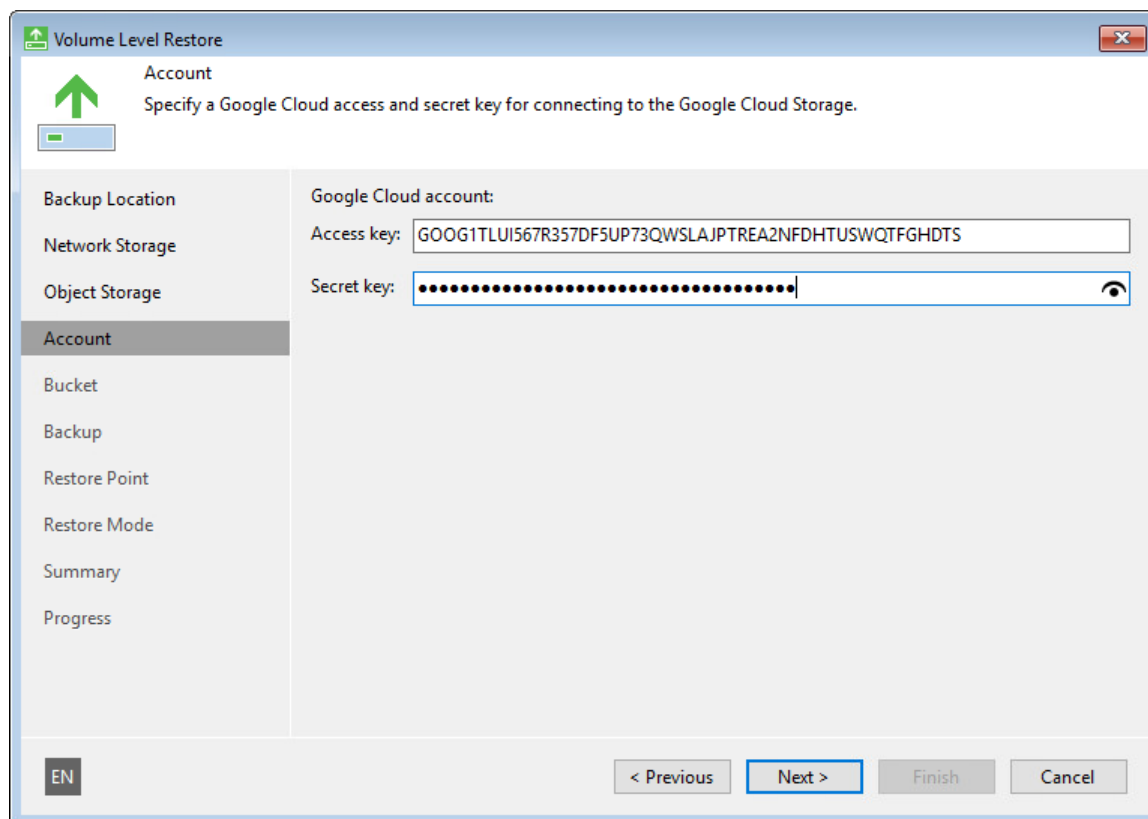 Volume Level Restore
Account
Specify a Google Cloud access and secret key for connecting to the Google Cloud Storage.
Backup Location
Network Storage
Object Storage
Account
Bucket
Backup
Restore Point
Restore Mode
Summary
Progress
Google Cloud account:
Access key: GOOG1TLUI567R357DF5UP73QWSLAJPTREA2NFDHTUSWQTFGHDTS
Secret key: ●●●●●●●●●●●●●●●●●●●●●●●●●●●●●●●●●●●●
EN
< Previous
Next >
Finish
Cancel